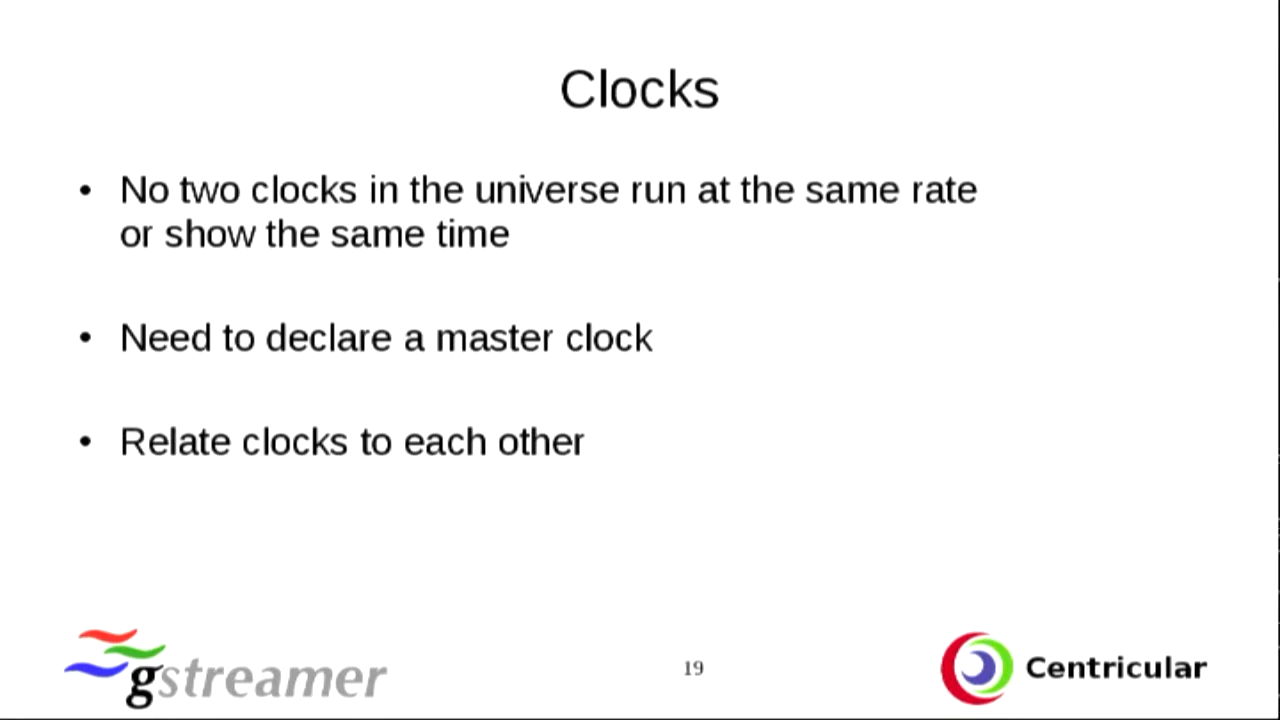 Clocks
• No two clocks in the universe run at the same rate
or show the same time
• Need to declare a master clock
• Relate clocks to each other
gstreamer
19
Centricular